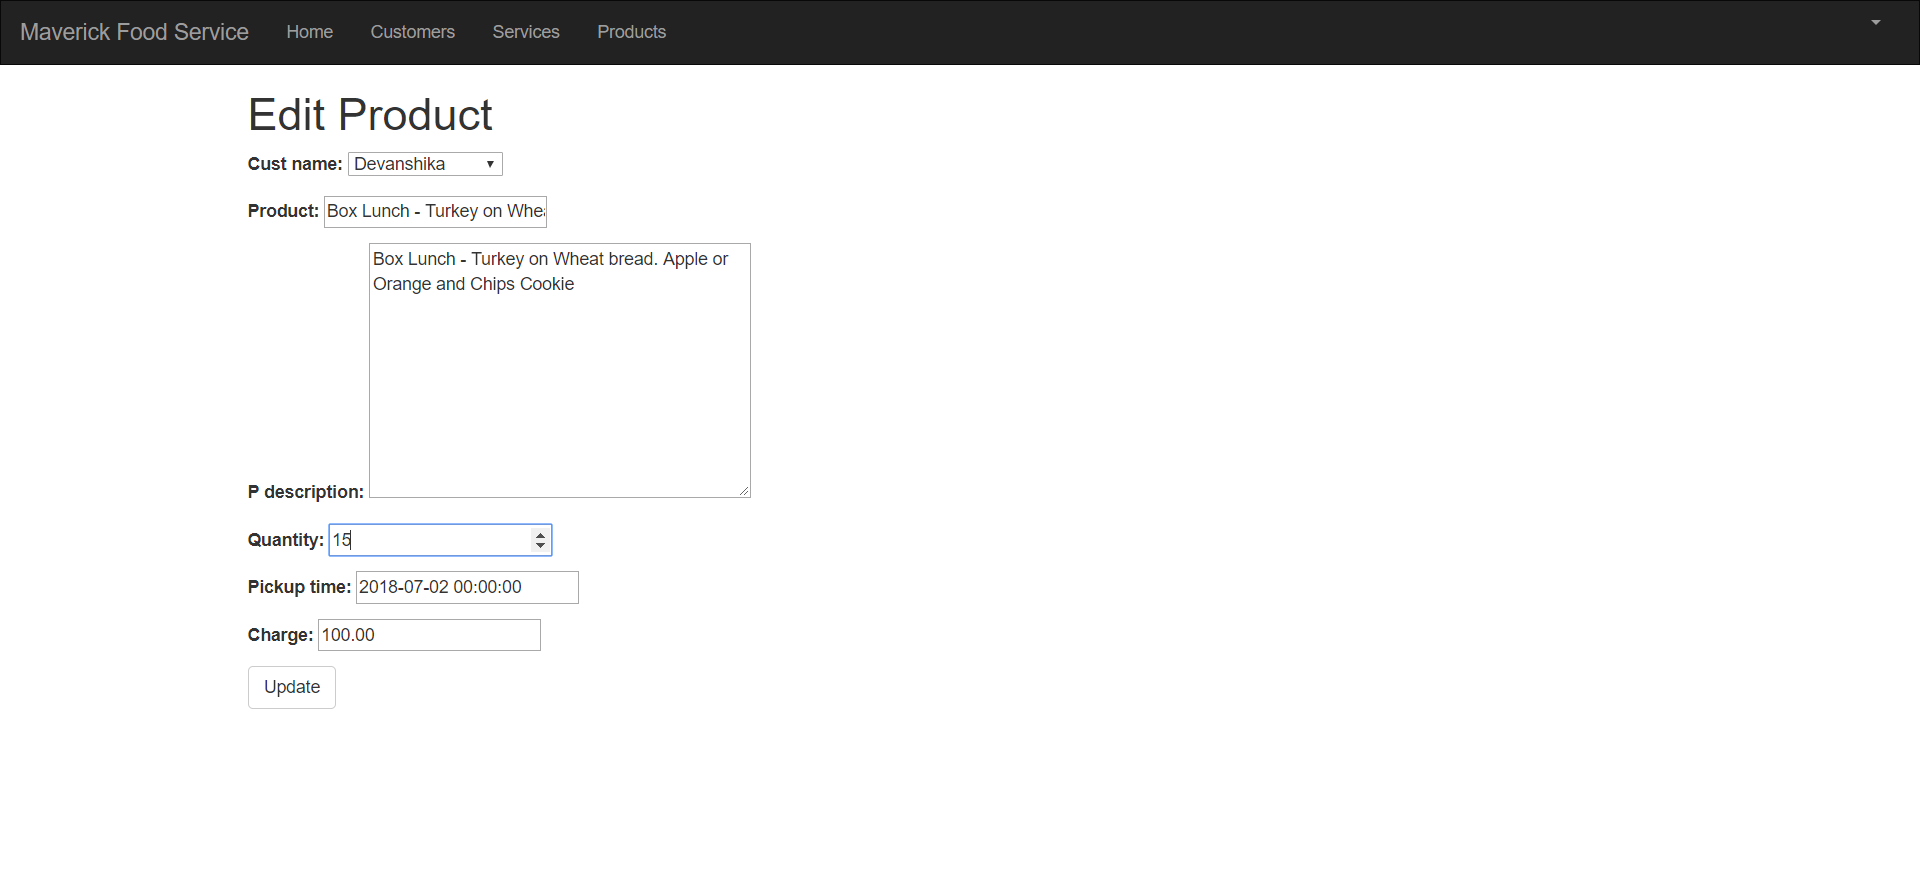 Maverick Food Service Home Customers Services Products
Edit Product
Cust name: Devanshika
Product: Box Lunch - Turkey on Whea
Box Lunch - Turkey on Wheat bread. Apple or
Orange and Chips Cookie
P description:
Quantity: 15
Pickup time: 2018-07-02 00:00:00
Charge: 100.00
Update